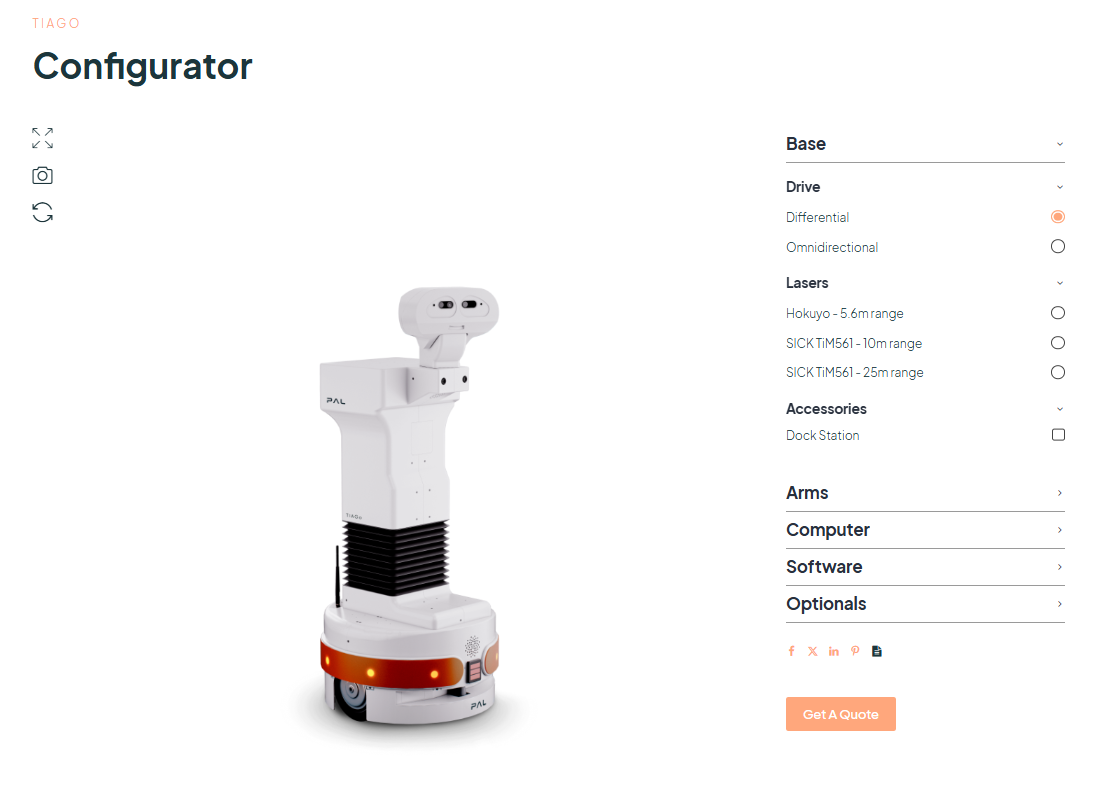 TIAGO
Configurator
Base
Drive
Differential
Omnidirectional
Lasers
Hokuyo - 5.6m range
SICK TiM561 - 10m range
SICK TiM561 - 25m range
Accessories
Dock Station
Arms
Computer
Software
Optionals
Get A Quote
PAL
TIAGO
PAL